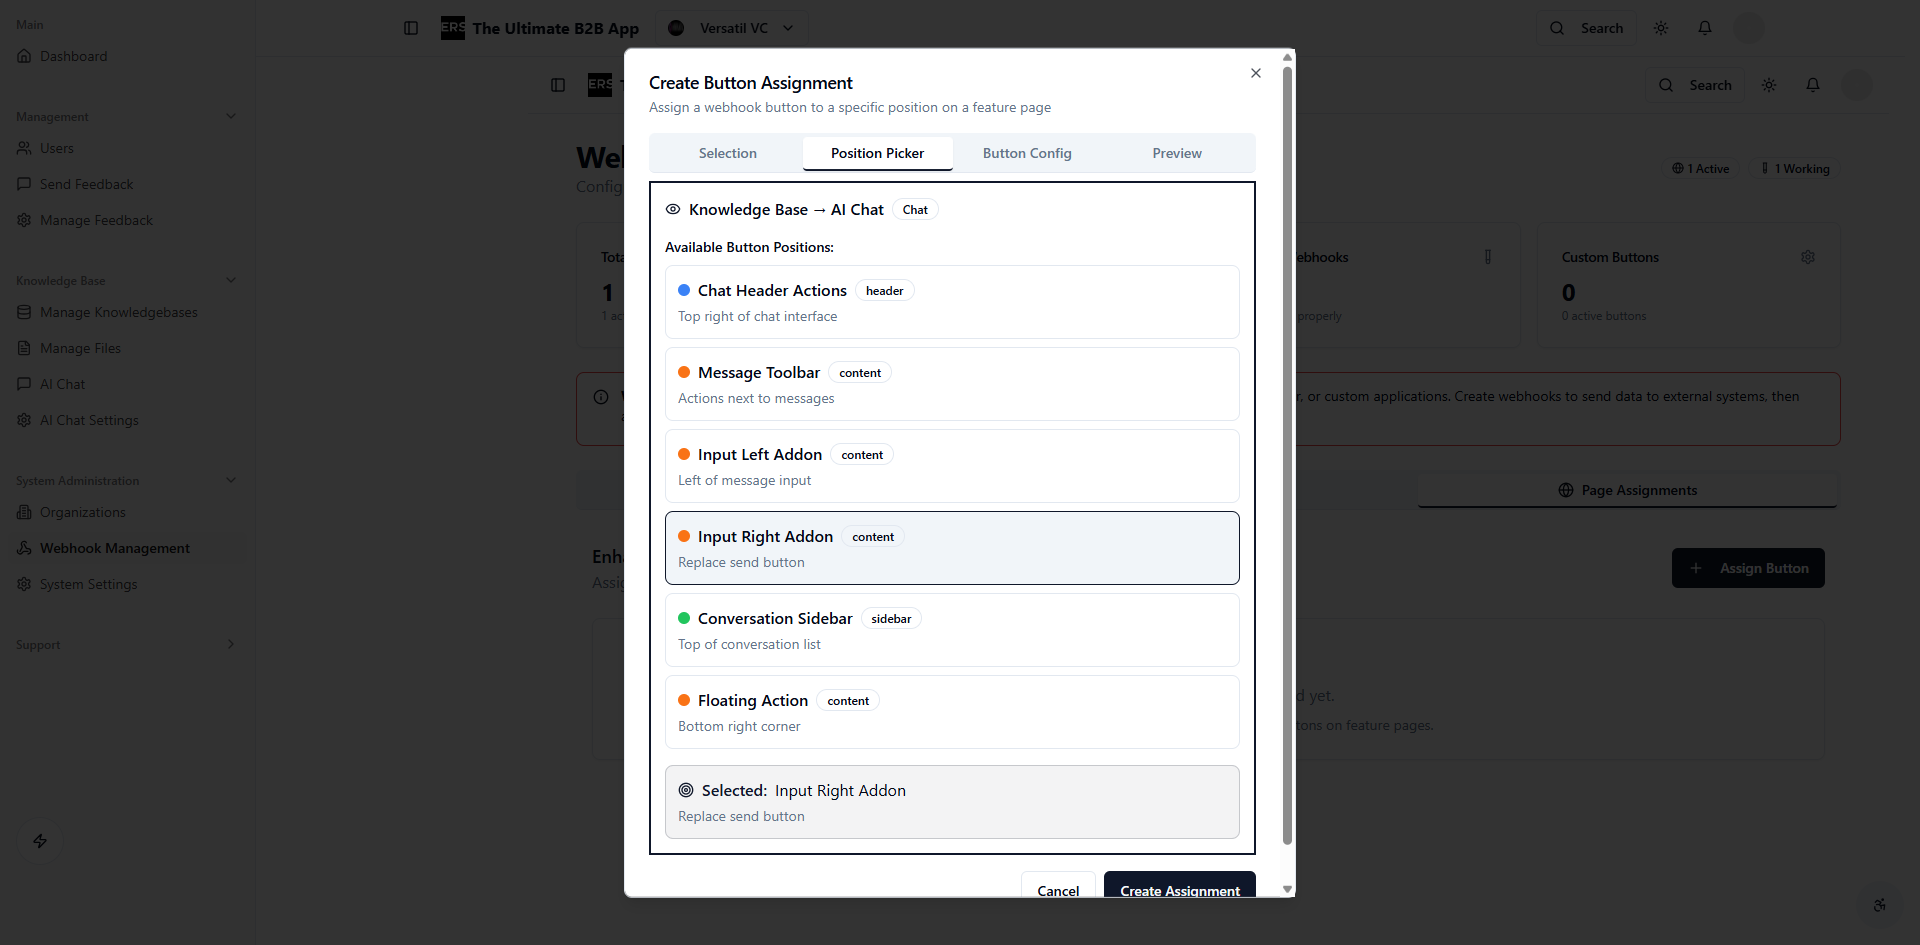 Main
Dashboard
Management
Users
Send Feedback
Manage Feedback
Knowledge Base
Manage Knowledgebases
Manage Files
AI Chat
AI Chat Settings
System Administration
Organizations
Webhook Management
System Settings
Support
ERS The Ultimate B2B App
Versatil VC
Search
ERS
Search
We
Config
1 Active
1 Working
Tota
1
1 ac
ebhooks
properly
Custom Buttons
0
0 active buttons
r, or custom applications. Create webhooks to send data to external systems, then
Page Assignments
Enha
Assig
Assign Button
d yet.
tons on feature pages.
Create Button Assignment
Assign a webhook button to a specific position on a feature page
Selection
Position Picker
Button Config
Preview
Knowledge Base → AI Chat Chat
Available Button Positions:
Chat Header Actions header
Top right of chat interface
Message Toolbar content
Actions next to messages
Input Left Addon content
Left of message input
Input Right Addon content
Replace send button
Conversation Sidebar sidebar
Top of conversation list
Floating Action content
Bottom right corner
Selected: Input Right Addon
Replace send button
Cancel
Create Assignment